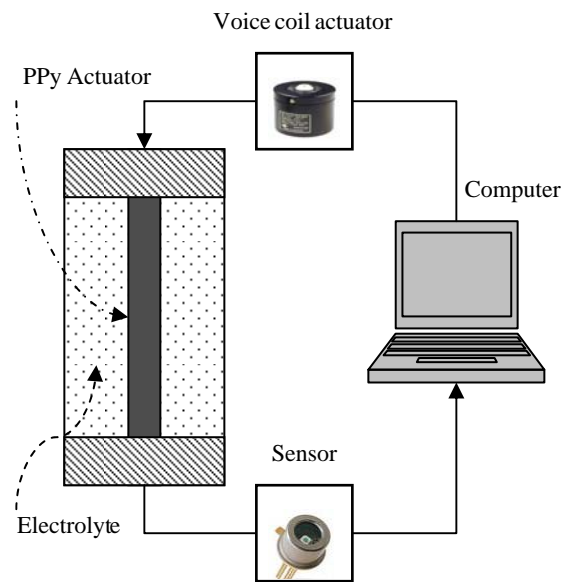 Voice coil actuator
PPy Actuator
Computer
Sensor
Electrolyte